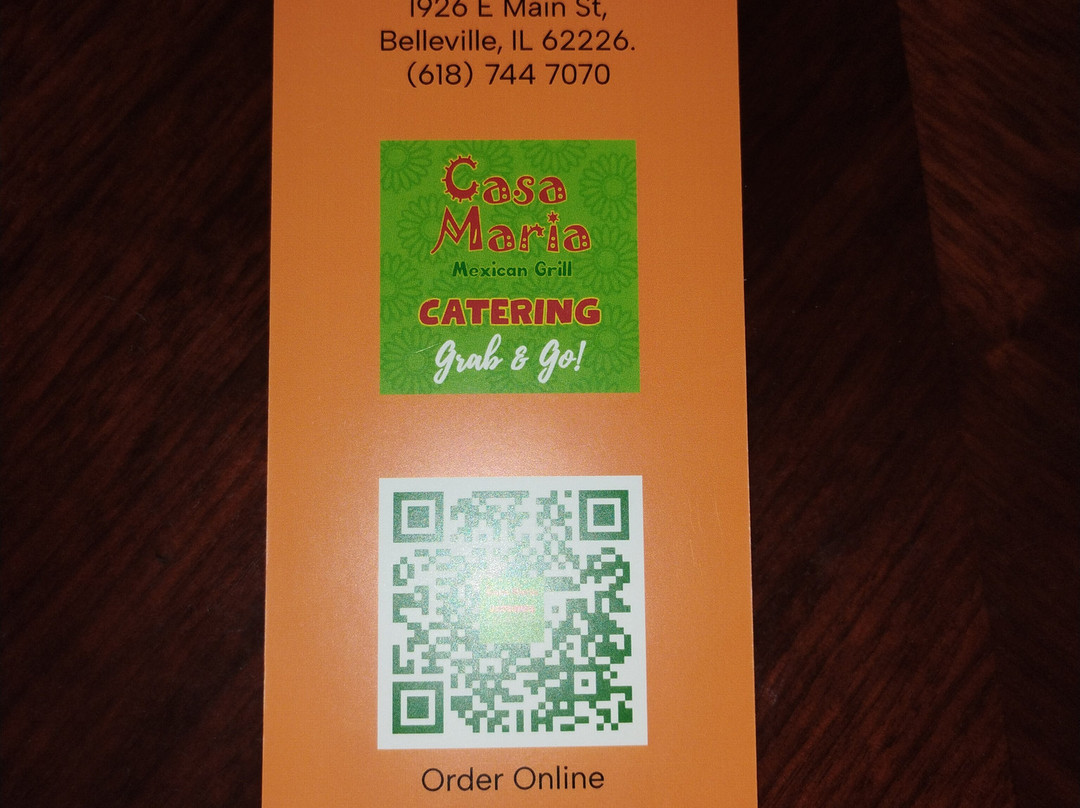 1926 E Main St,
Belleville, IL 62226.
(618) 744 7070
Casa
Maria
Mexican Grill
CATERING
Grab & Go!
Order Online